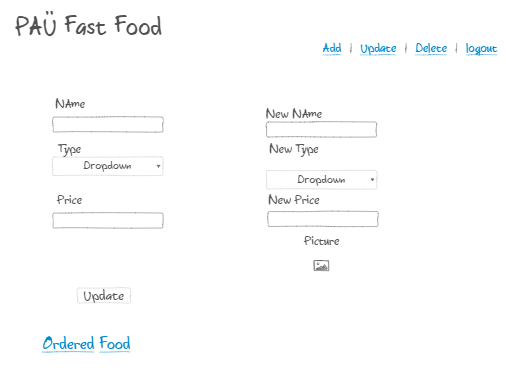 PAÜ Fast Food
Add | Update | Delete | logout
NAme
New NAme
Type
New Type
Dropdown
Dropdown
Price
New Price
Picture
Update
Ordered Food